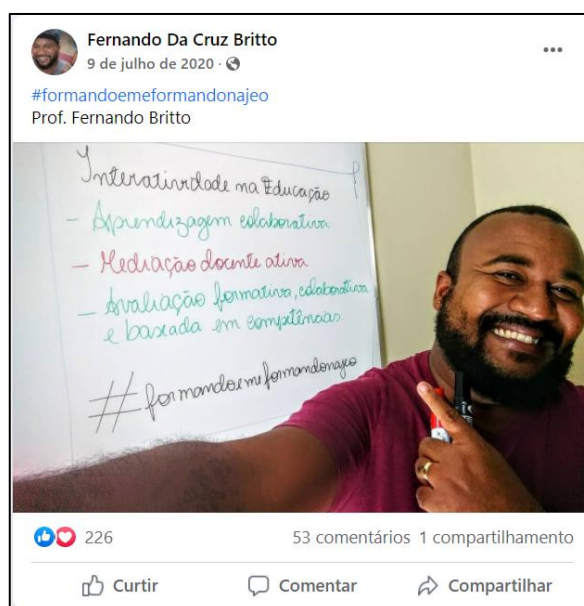 Fernando Da Cruz Britto
9 de julho de 2020 ·
#formandoemeformandonajeo
Prof. Fernando Britto
Interatividade na Educação
- Aprendizagem colaborativa
- Mediação docente ativa
- Avaliação formativa, colaborativa
e baseada em competências.
#formandoemeformandonajeo
226
53 comentários 1 compartilhamento
Curtir Comentar Compartilhar